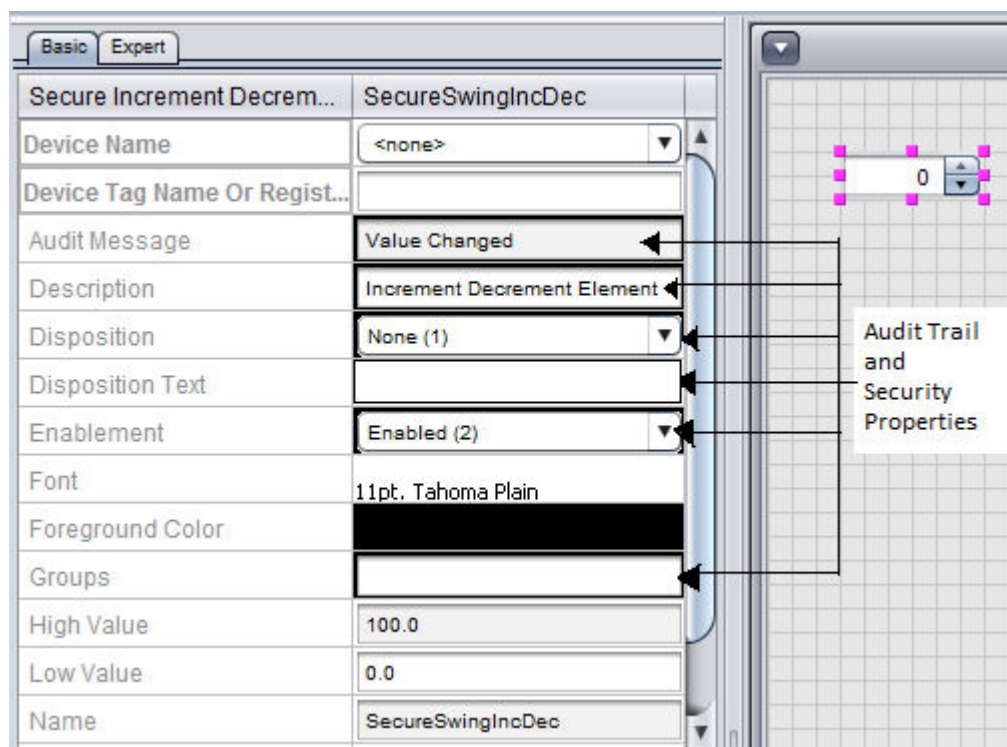 Basic Expert
Secure Increment Decrem... SecureSwingIncDec
Device Name <none>
Device Tag Name Or Regist...
Audit Message Value Changed
Description Increment Decrement Element
Disposition None (1)
Disposition Text
Enablement Enabled (2)
Font 11pt. Tahoma Plain
Foreground Color
Groups
High Value 100.0
Low Value 0.0
Name SecureSwingIncDec
0
Audit Trail
and
Security
Properties